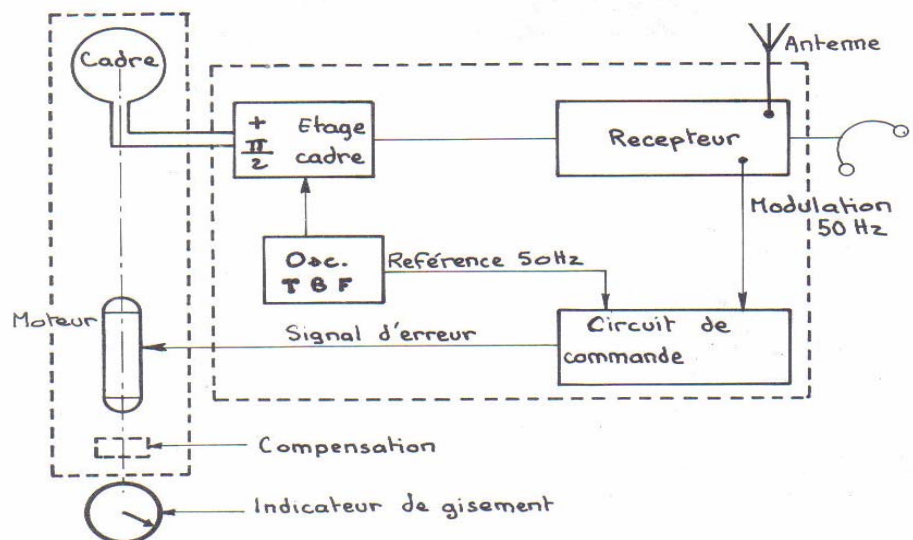 Cadre
Antenne
+ Etage
π/2 cadre
Recepteur
Modulation
50 Hz
Osc.
T B F
Reférence 50Hz
Moteur
Signal d'erreur
Circuit de
commande
Compensation
Indicateur de gisement